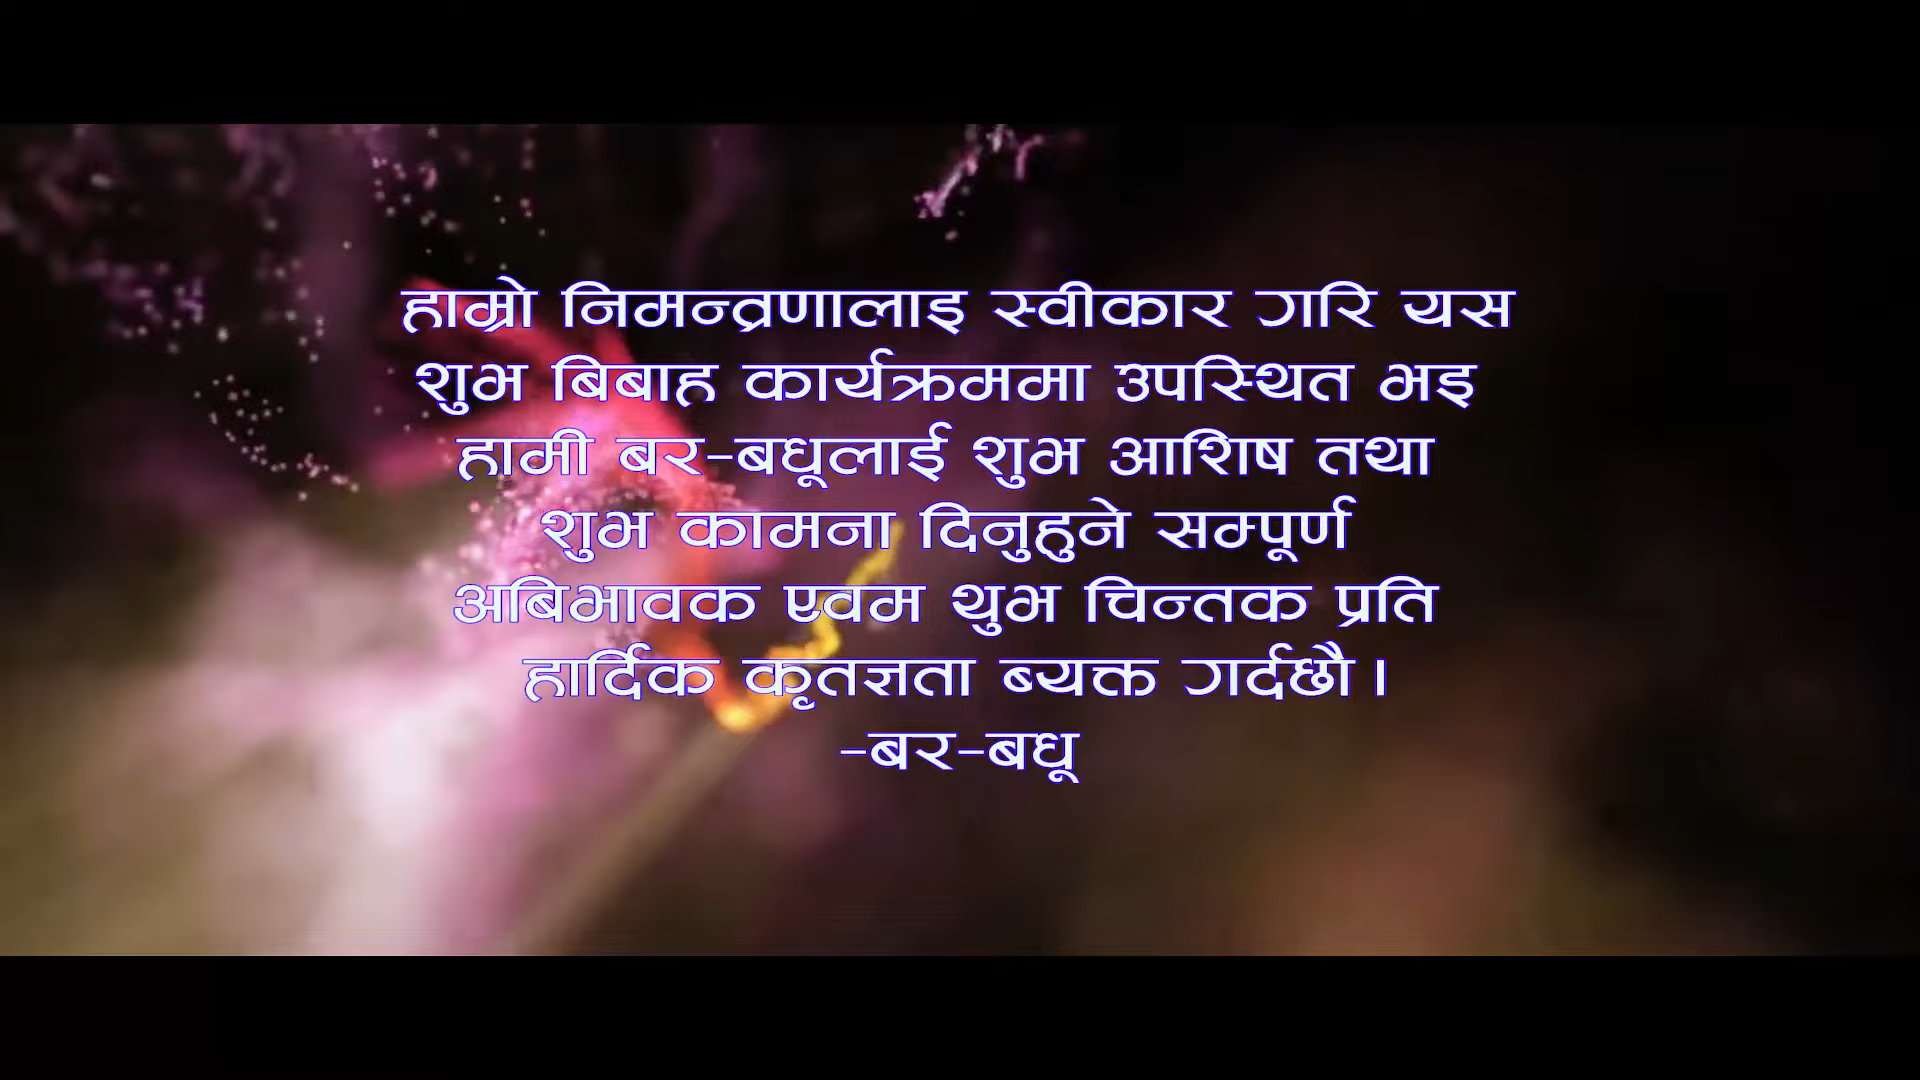 हाम्रो निमन्व्रणालाइ स्वीकार गरि यस
शुभ बिबाह कार्यक्रममा उपस्थित भइ
हामी बर-बधूलाई शुभ आशिष तथा
शुभ कामना दिनुहुने सम्पूर्ण
अबिभावक एवम थुभ चिन्तक प्रति
हार्दिक कृतज्ञता ब्यक्त गर्दछौ।
-बर-बधू